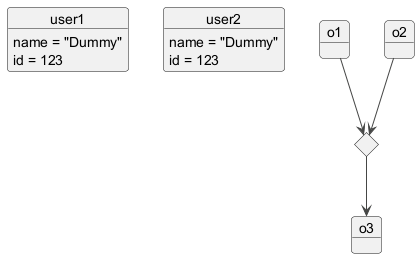 user1
name = "Dummy"
id = 123
user2
name = "Dummy"
id = 123
o1
o2
o3